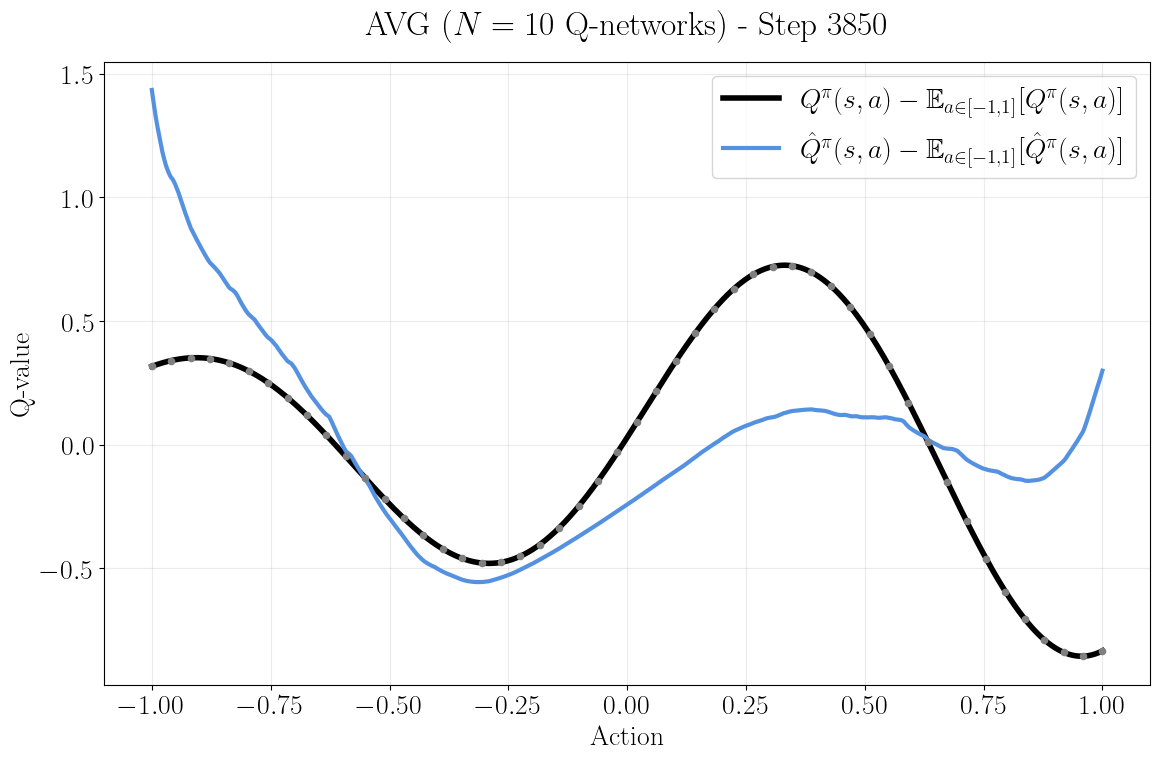 AVG (N = 10 Q-networks) - Step 3850
Q^π(s, a) − 𝔼_{a∈[−1,1]}[Q^π(s, a)]
Q̂^π(s, a) − 𝔼_{a∈[−1,1]}[Q̂^π(s, a)]
1.5
1.0
0.5
0.0
−0.5
Q-value
−1.00 −0.75 −0.50 −0.25 0.00 0.25 0.50 0.75 1.00
Action